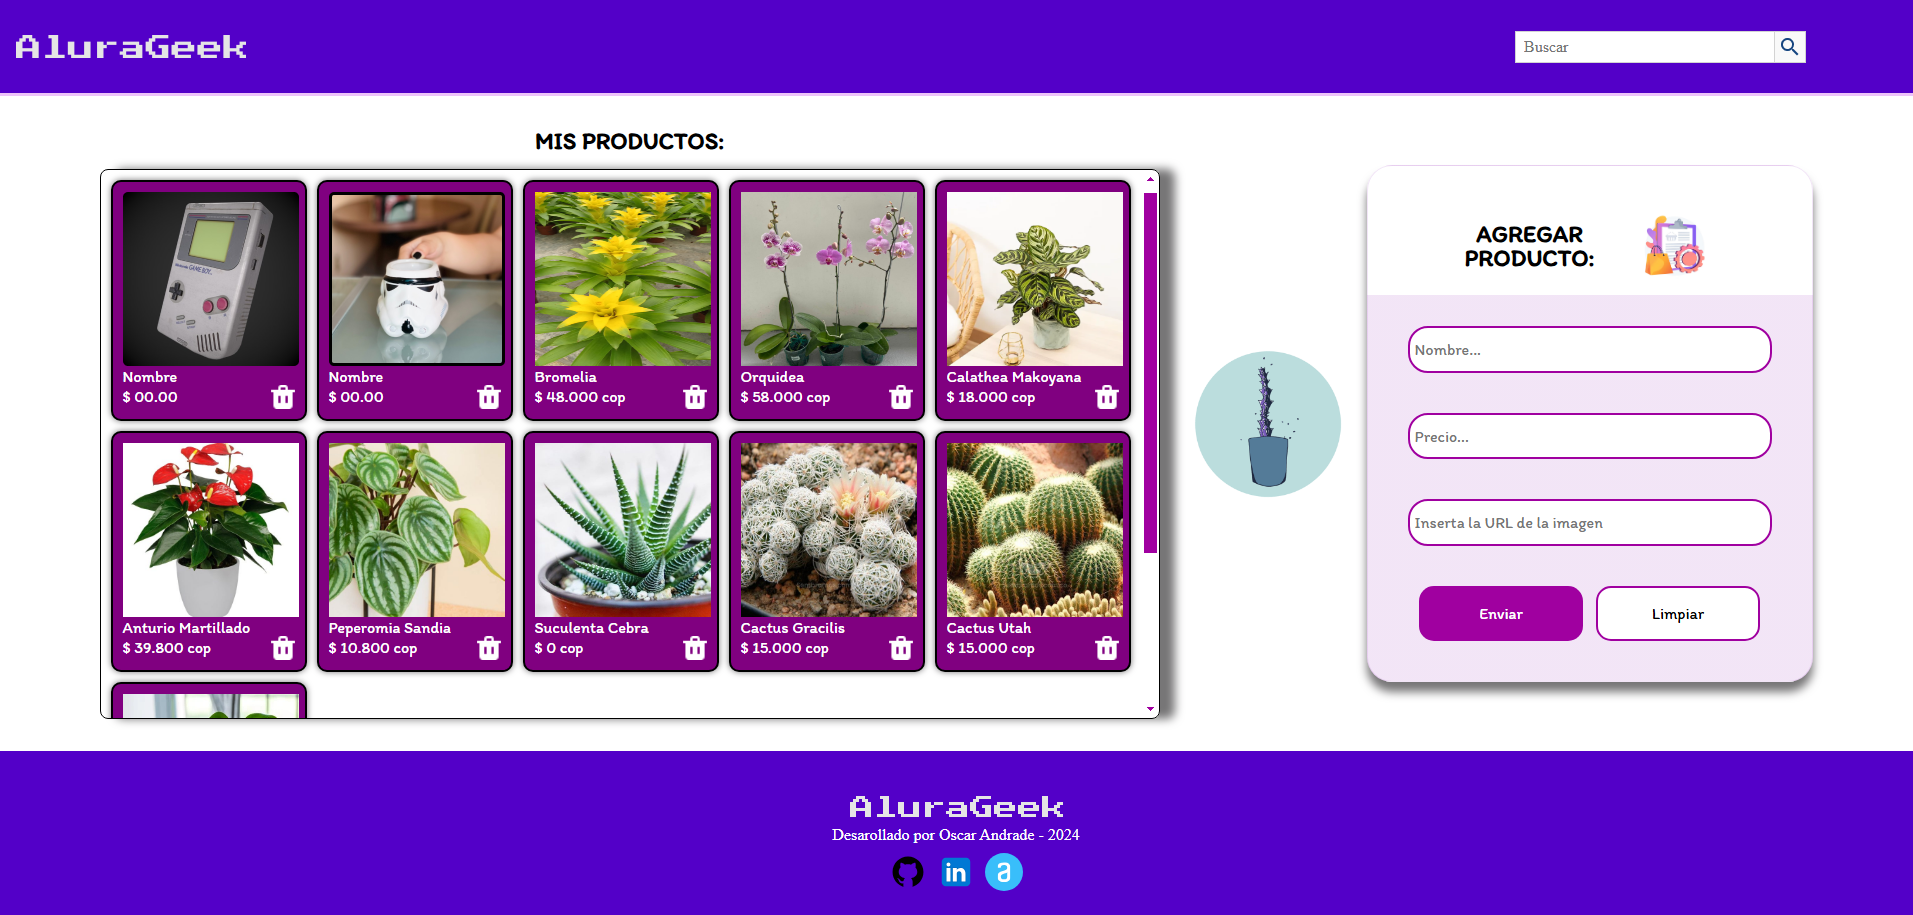 AluraGeek
Buscar
MIS PRODUCTOS:
Nombre
$ 00.00
Nombre
$ 00.00
Bromelia
$ 48.000 cop
Orquidea
$ 58.000 cop
Calathea Makoyana
$ 18.000 cop
Anturio Martillado
$ 39.800 cop
Peperomia Sandia
$ 10.800 cop
Suculenta Cebra
$ 0 cop
Cactus Gracilis
$ 15.000 cop
Cactus Utah
$ 15.000 cop
AGREGAR
PRODUCTO:
Nombre...
Precio...
Inserta la URL de la imagen
Enviar
Limpiar
AluraGeek
Desarollado por Oscar Andrade - 2024
in
a